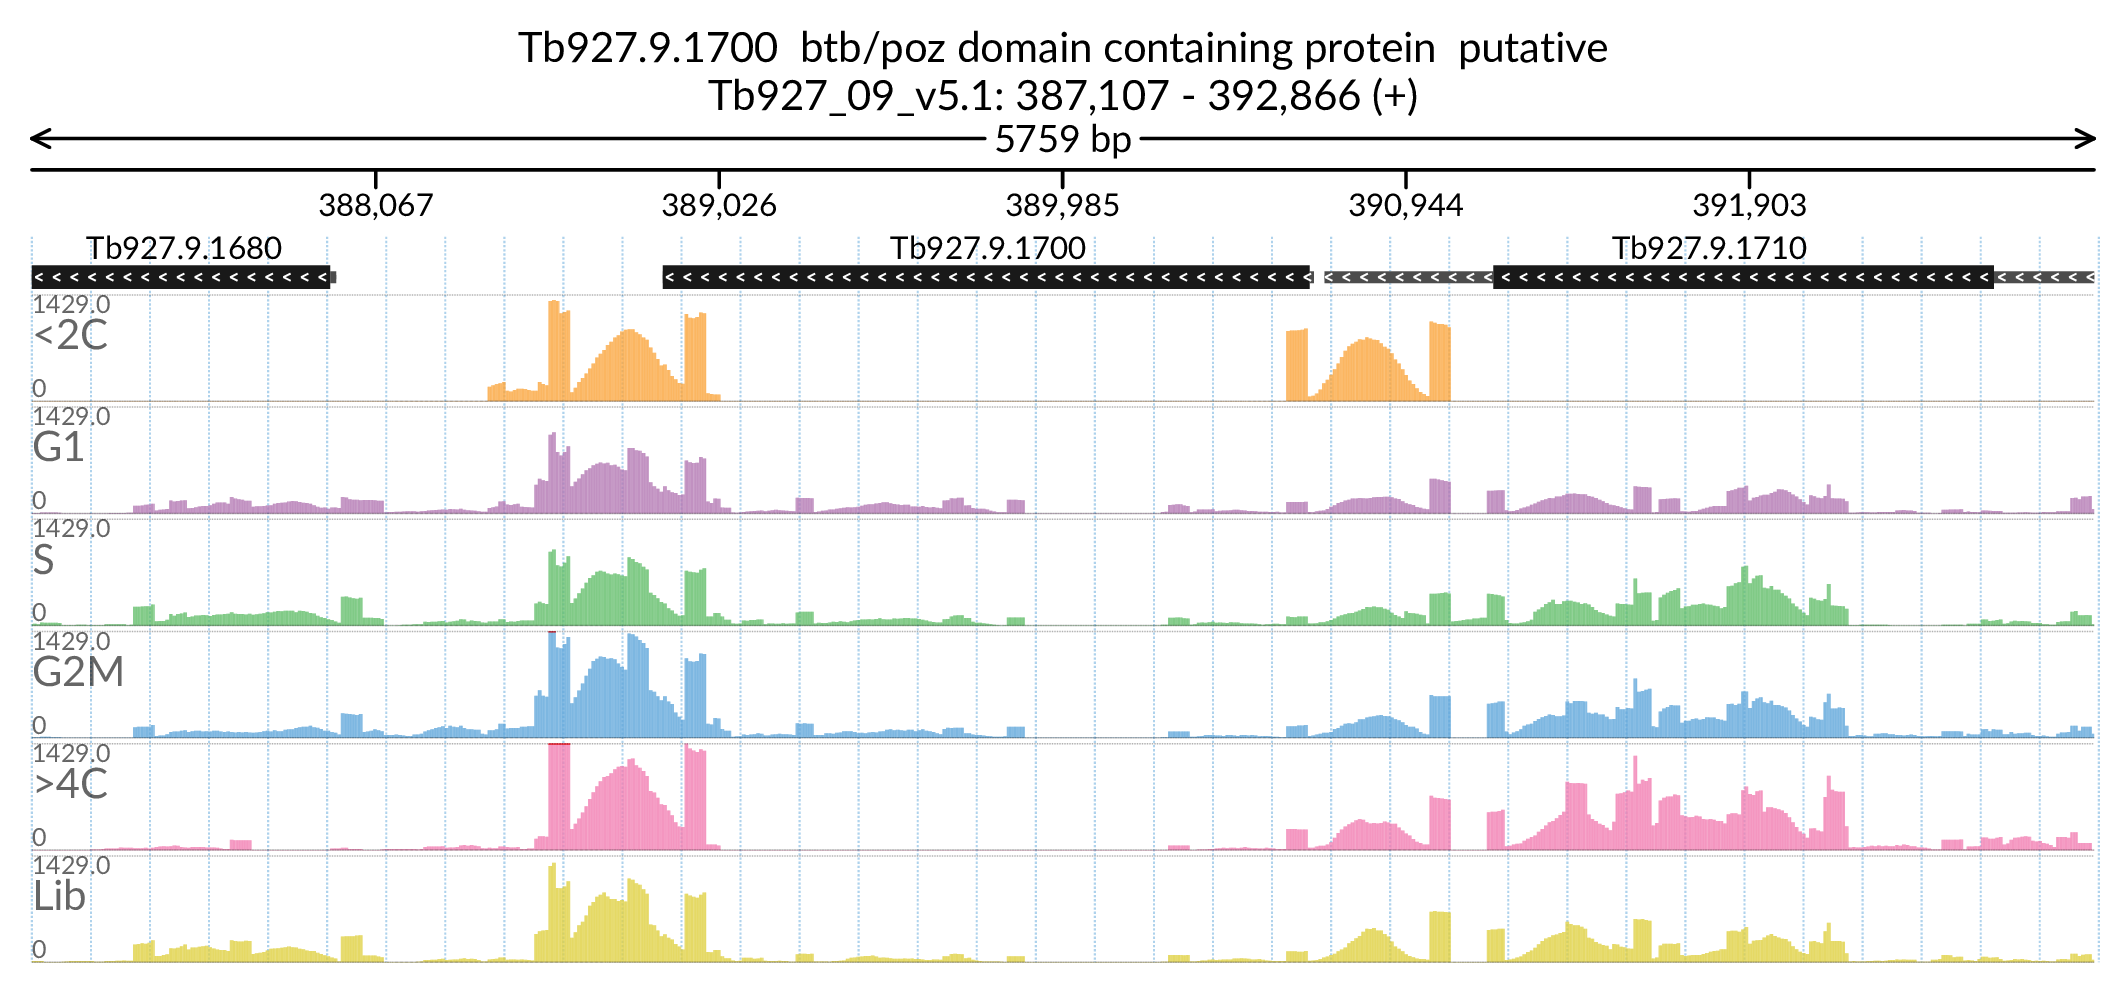 Tb927.9.1700 btb/poz domain containing protein putative
Tb927_09_v5.1: 387,107 - 392,866 (+)
5759 bp
388,067 389,026 389,985 390,944 391,903
Tb927.9.1680 Tb927.9.1700 Tb927.9.1710
1429.0
<2C
0
1429.0
G1
0
1429.0
S
0
1429.0
G2M
0
1429.0
>4C
0
1429.0
Lib
0